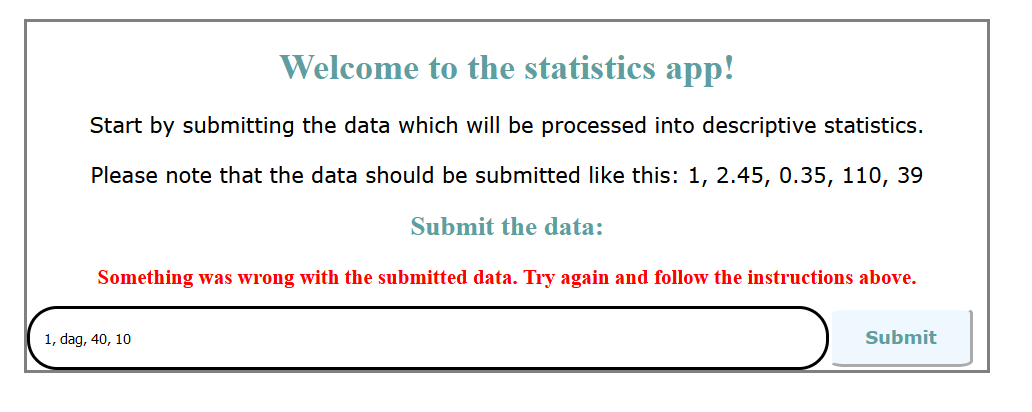 Welcome to the statistics app!
Start by submitting the data which will be processed into descriptive statistics.
Please note that the data should be submitted like this: 1, 2.45, 0.35, 110, 39
Submit the data:
Something was wrong with the submitted data. Try again and follow the instructions above.
1, dag, 40, 10
Submit